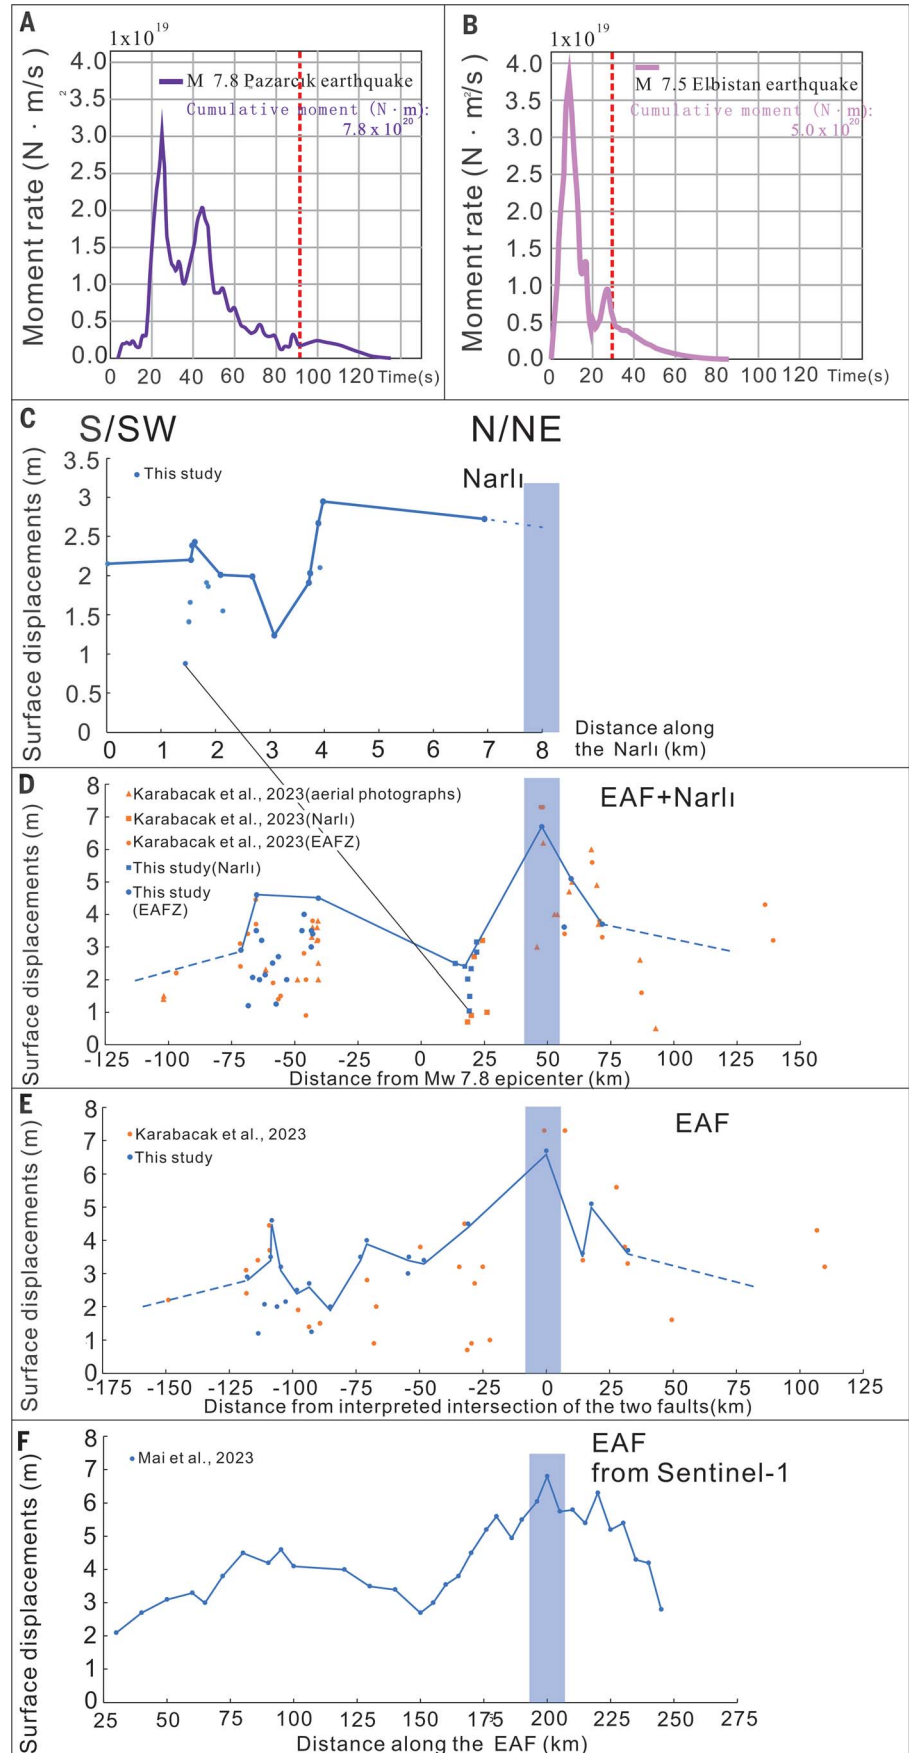 A
1x10¹⁹
Moment rate (N · m/s)
2
4.0
3.5
3.0
2.5
2.0
1.5
1.0
0.5
0.0
M 7.8 Pazarcık earthquake
Cumulative moment (N·m):
7.8 x 10²⁰
0 20 40 60 80 100 120 Time(s)
B
1x10¹⁹
Moment rate (N · m²/s)
4.0
3.5
3.0
2.5
2.0
1.5
1.0
0.5
0.0
M 7.5 Elbistan earthquake
Cumulative moment (N·m):
5.0 x 10²⁰
0 20 40 60 80 100 120 Time(s)
C
S/SW
N/NE
Surface displacements (m)
3.5
3
2.5
2
1.5
1
0.5
0
This study
Narlı
0 1 2 3 4 5 6 7 8
Distance along
the Narlı (km)
D
EAF+Narlı
Surface displacements (m)
8
7
6
5
4
3
2
1
0
Karabacak et al., 2023(aerial photographs)
Karabacak et al., 2023(Narlı)
Karabacak et al., 2023(EAFZ)
This study(Narlı)
This study
(EAFZ)
-125 -100 -75 -50 -25 0 25 50 75 100 125 150
Distance from Mw 7.8 epicenter (km)
E
EAF
Surface displacements (m)
8
7
6
5
4
3
2
1
0
Karabacak et al., 2023
This study
-175 -150 -125 -100 -75 -50 -25 0 25 50 75 100 125
Distance from interpreted intersection of the two faults(km)
F
EAF
from Sentinel-1
Surface displacements (m)
8
7
6
5
4
3
2
1
0
Mai et al., 2023
25 50 75 100 125 150 175 200 225 250 275
Distance along the EAF (km)